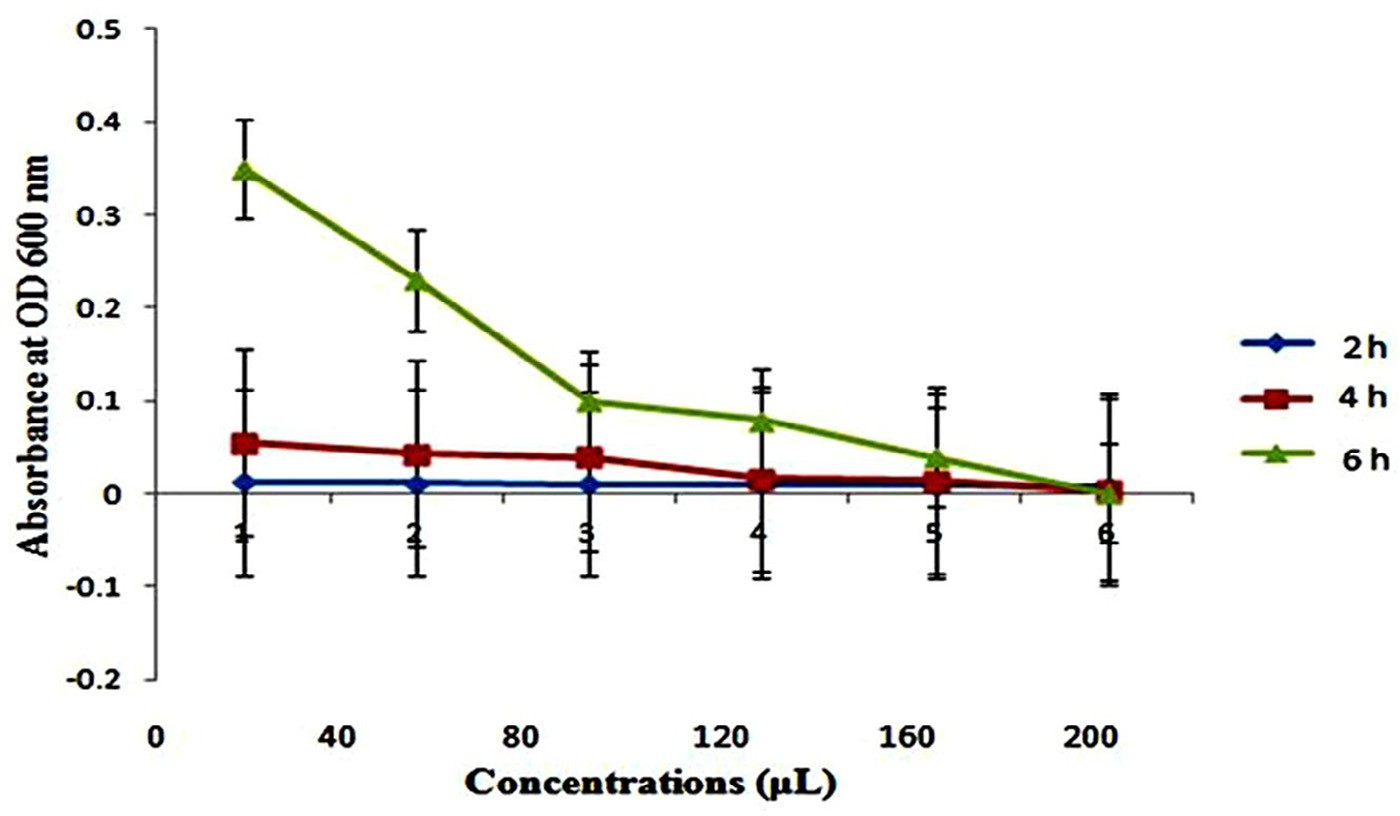 Absorbance at OD 600 nm
0.5
0.4
0.3
0.2
0.1
0
-0.1
-0.2
1 2 3 4 5 6
0 40 80 120 160 200
Concentrations (µL)
2 h
4 h
6 h